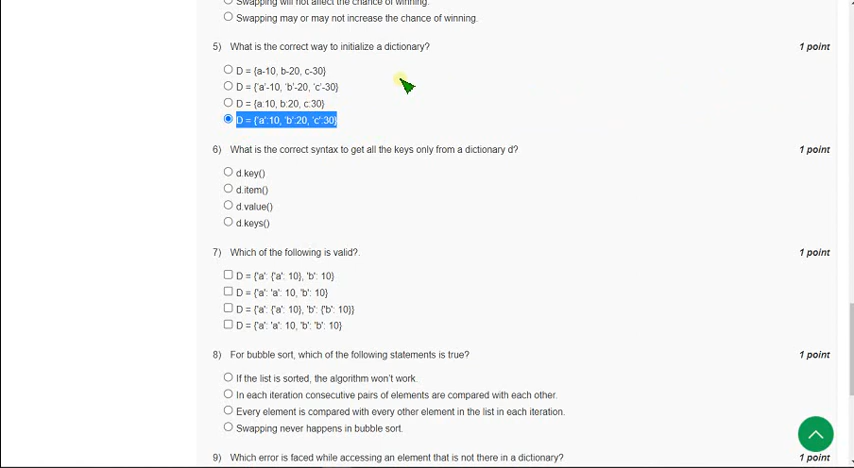 Swapping will not affect the chance of winning.
Swapping may or may not increase the chance of winning.
5) What is the correct way to initialize a dictionary? 1 point
D = {a-10, b-20, c-30}
D = {'a'-10, 'b'-20, 'c'-30}
D = {a:10, b:20, c:30}
D = {'a':10, 'b':20, 'c':30}
6) What is the correct syntax to get all the keys only from a dictionary d? 1 point
d.key()
d.item()
d.value()
d.keys()
7) Which of the following is valid?. 1 point
D = {'a': {'a': 10}, 'b': 10}
D = {'a': 'a': 10, 'b': 10}
D = {'a': {'a': 10}, 'b': {'b': 10}}
D = {'a': 'a': 10, 'b': 'b': 10}
8) For bubble sort, which of the following statements is true? 1 point
If the list is sorted, the algorithm won't work.
In each iteration consecutive pairs of elements are compared with each other.
Every element is compared with every other element in the list in each iteration.
Swapping never happens in bubble sort.
9) Which error is faced while accessing an element that is not there in a dictionary? 1 point